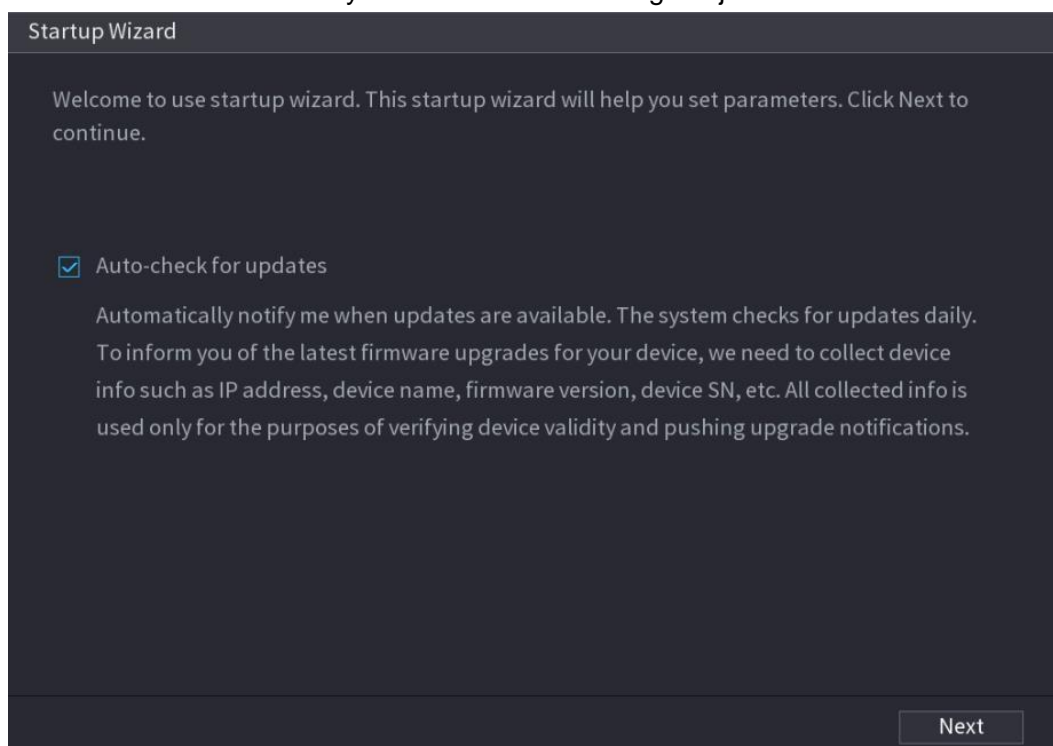 Startup Wizard
Welcome to use startup wizard. This startup wizard will help you set parameters. Click Next to
continue.
Auto-check for updates
Automatically notify me when updates are available. The system checks for updates daily.
To inform you of the latest firmware upgrades for your device, we need to collect device
info such as IP address, device name, firmware version, device SN, etc. All collected info is
used only for the purposes of verifying device validity and pushing upgrade notifications.
Next